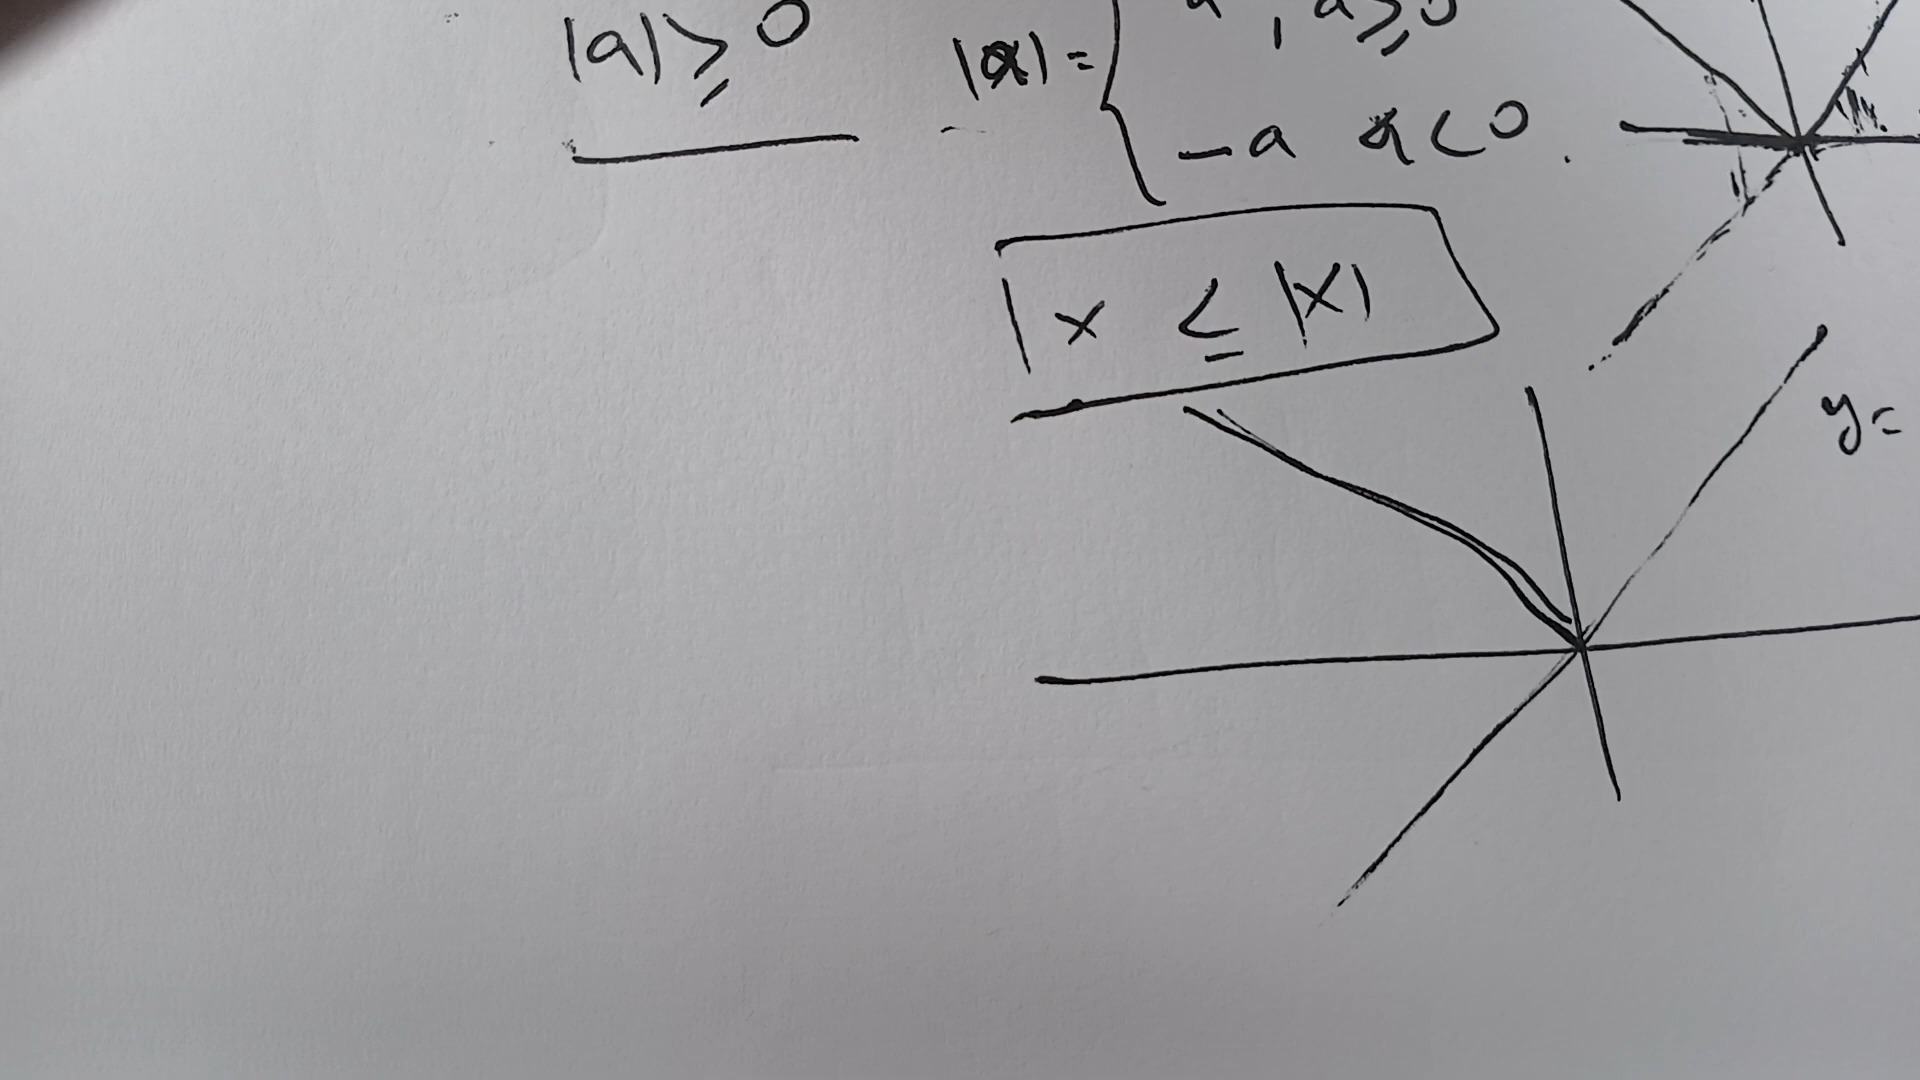 |a| ≥ 0
|a| = { a , a ≥ 0
-a a < 0
x ≤ |x|
y =